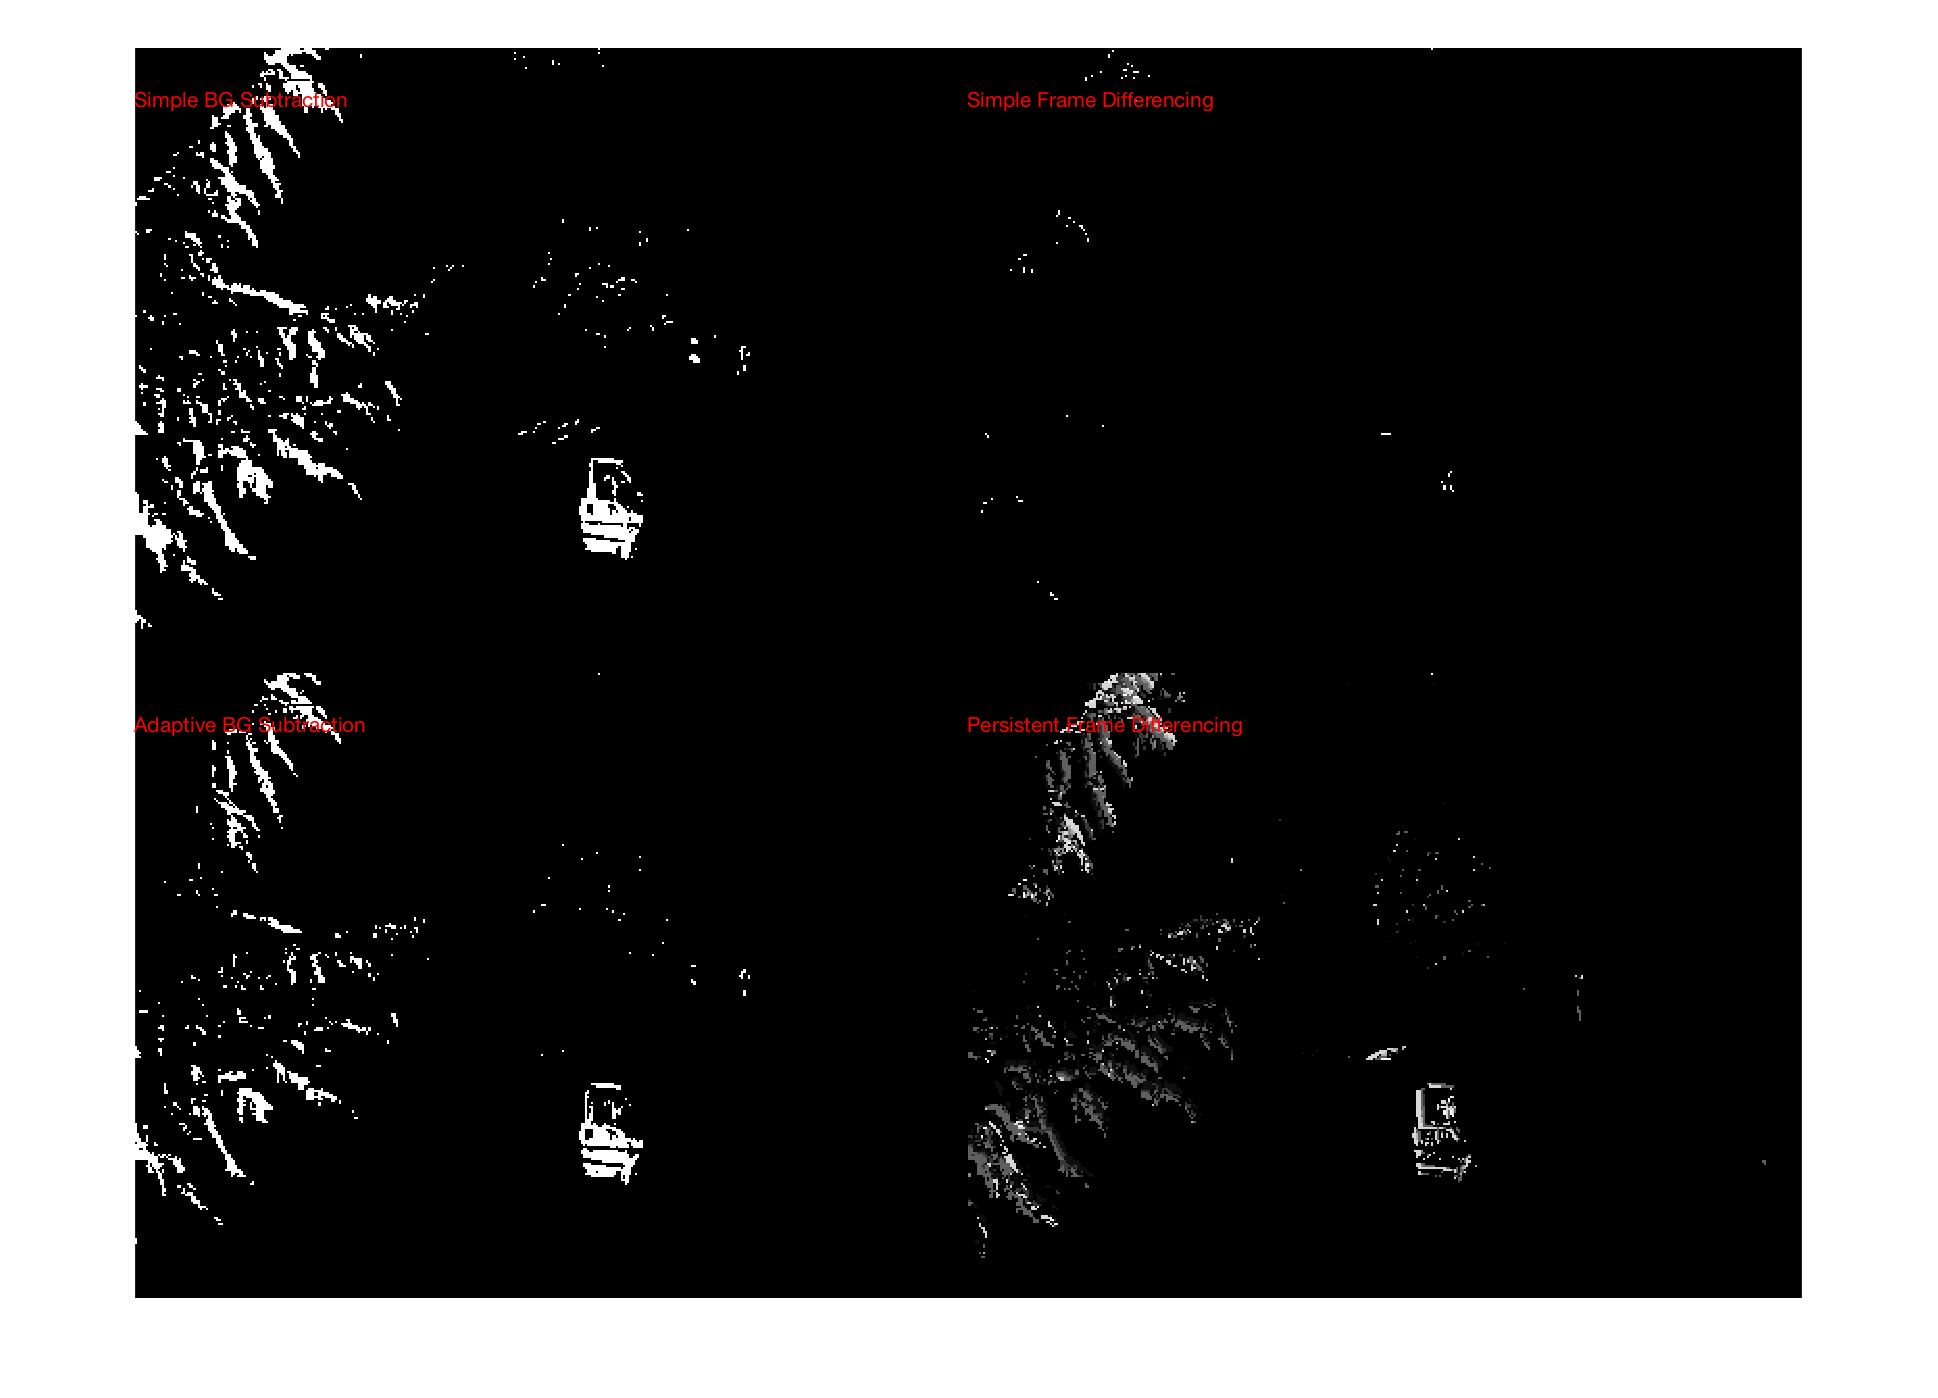 Simple BG Subtraction
Simple Frame Differencing
Adaptive BG Subtraction
Persistent Frame Differencing